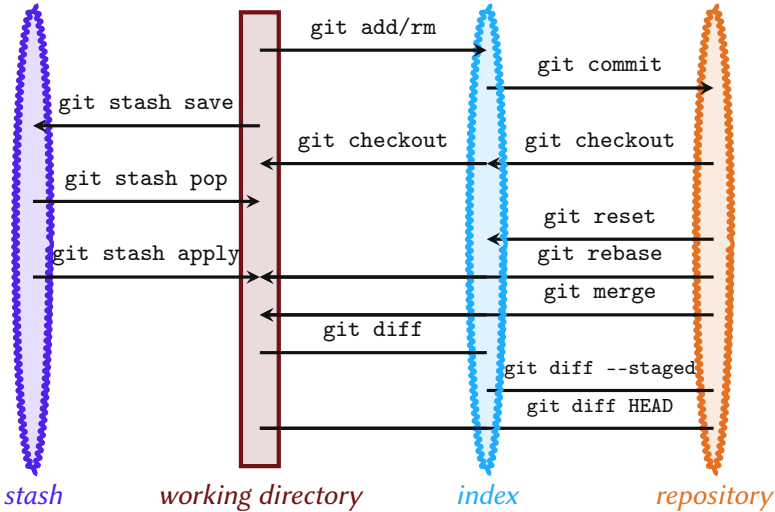 git add/rm
git commit
git stash save
git checkout
git checkout
git stash pop
git reset
git stash apply
git rebase
git merge
git diff
git diff --staged
git diff HEAD
stash
working directory
index
repository